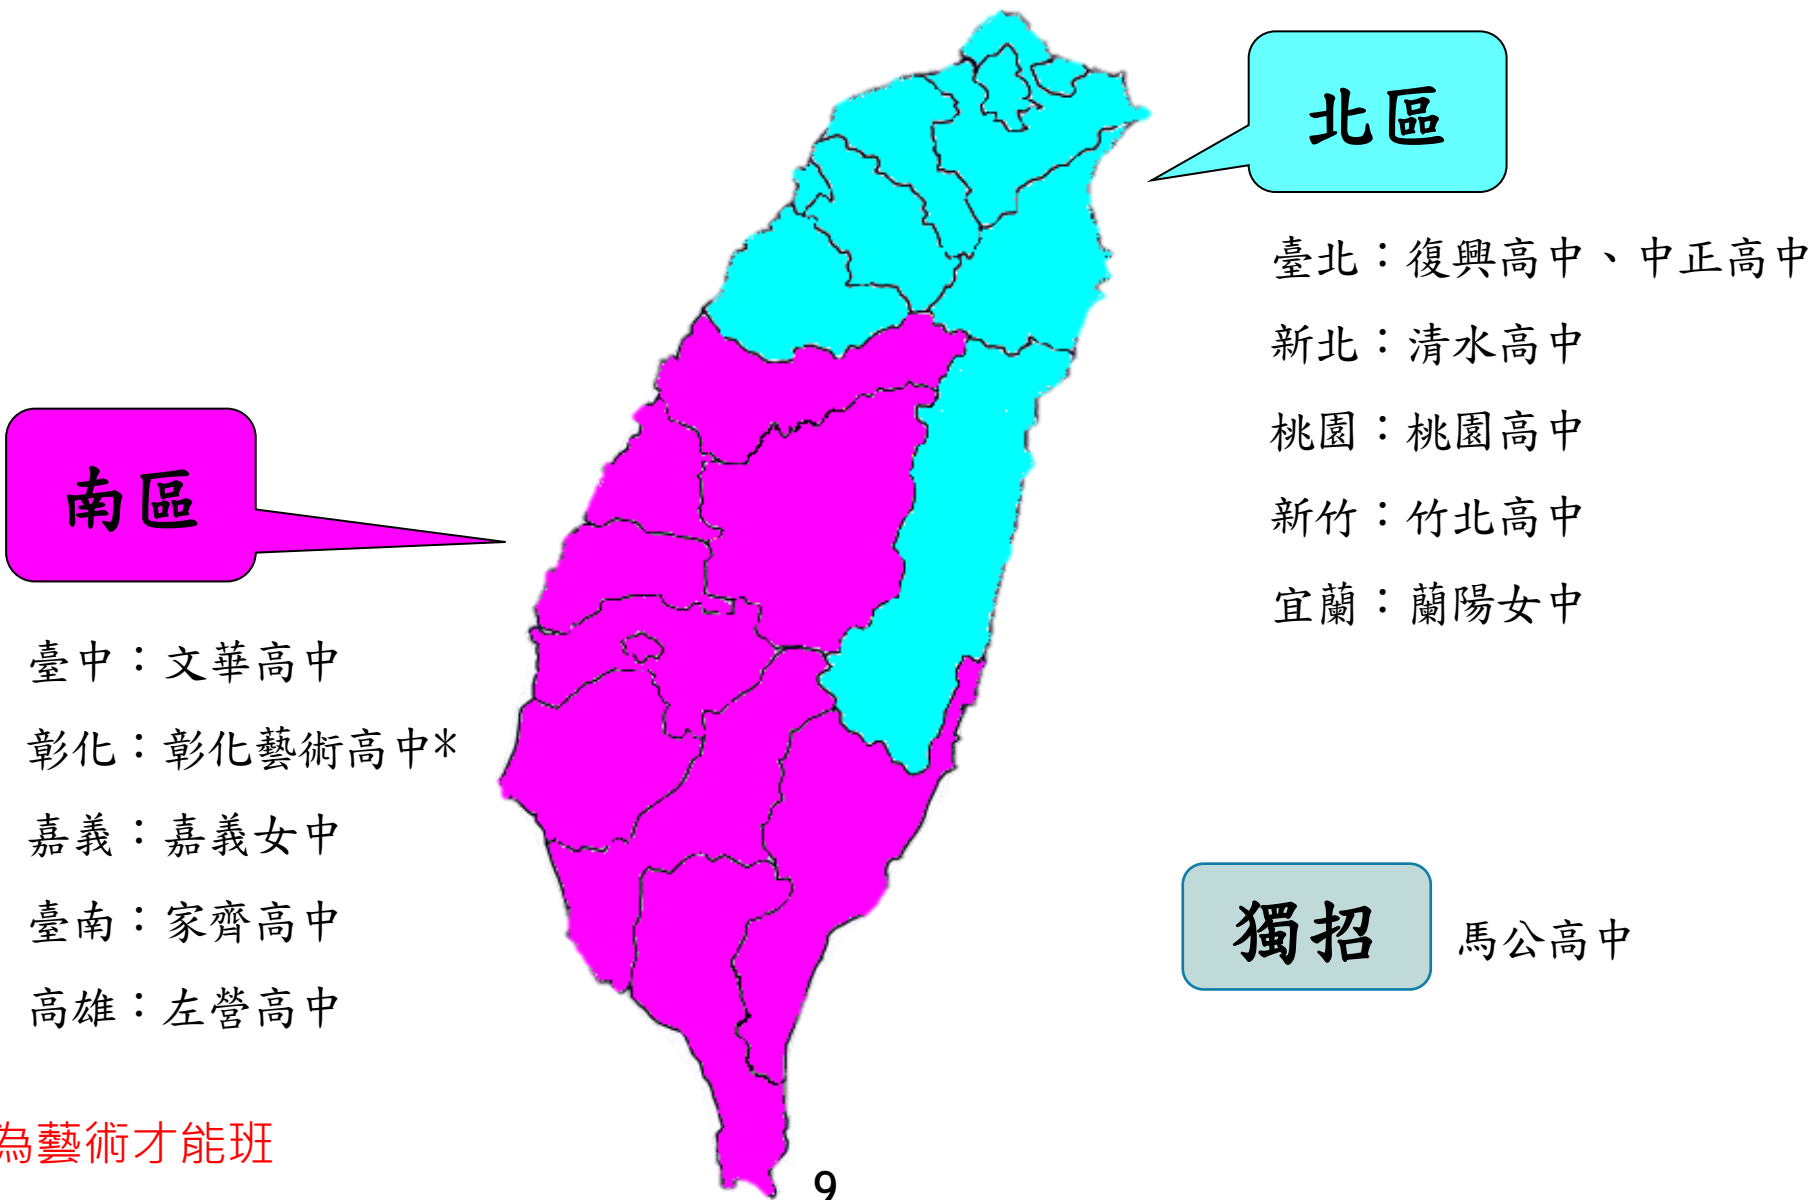 北區
臺北：復興高中、中正高中
新北：清水高中
桃園：桃園高中
新竹：竹北高中
宜蘭：蘭陽女中
南區
臺中：文華高中
彰化：彰化藝術高中*
嘉義：嘉義女中
臺南：家齊高中
高雄：左營高中
獨招
馬公高中
為藝術才能班
9